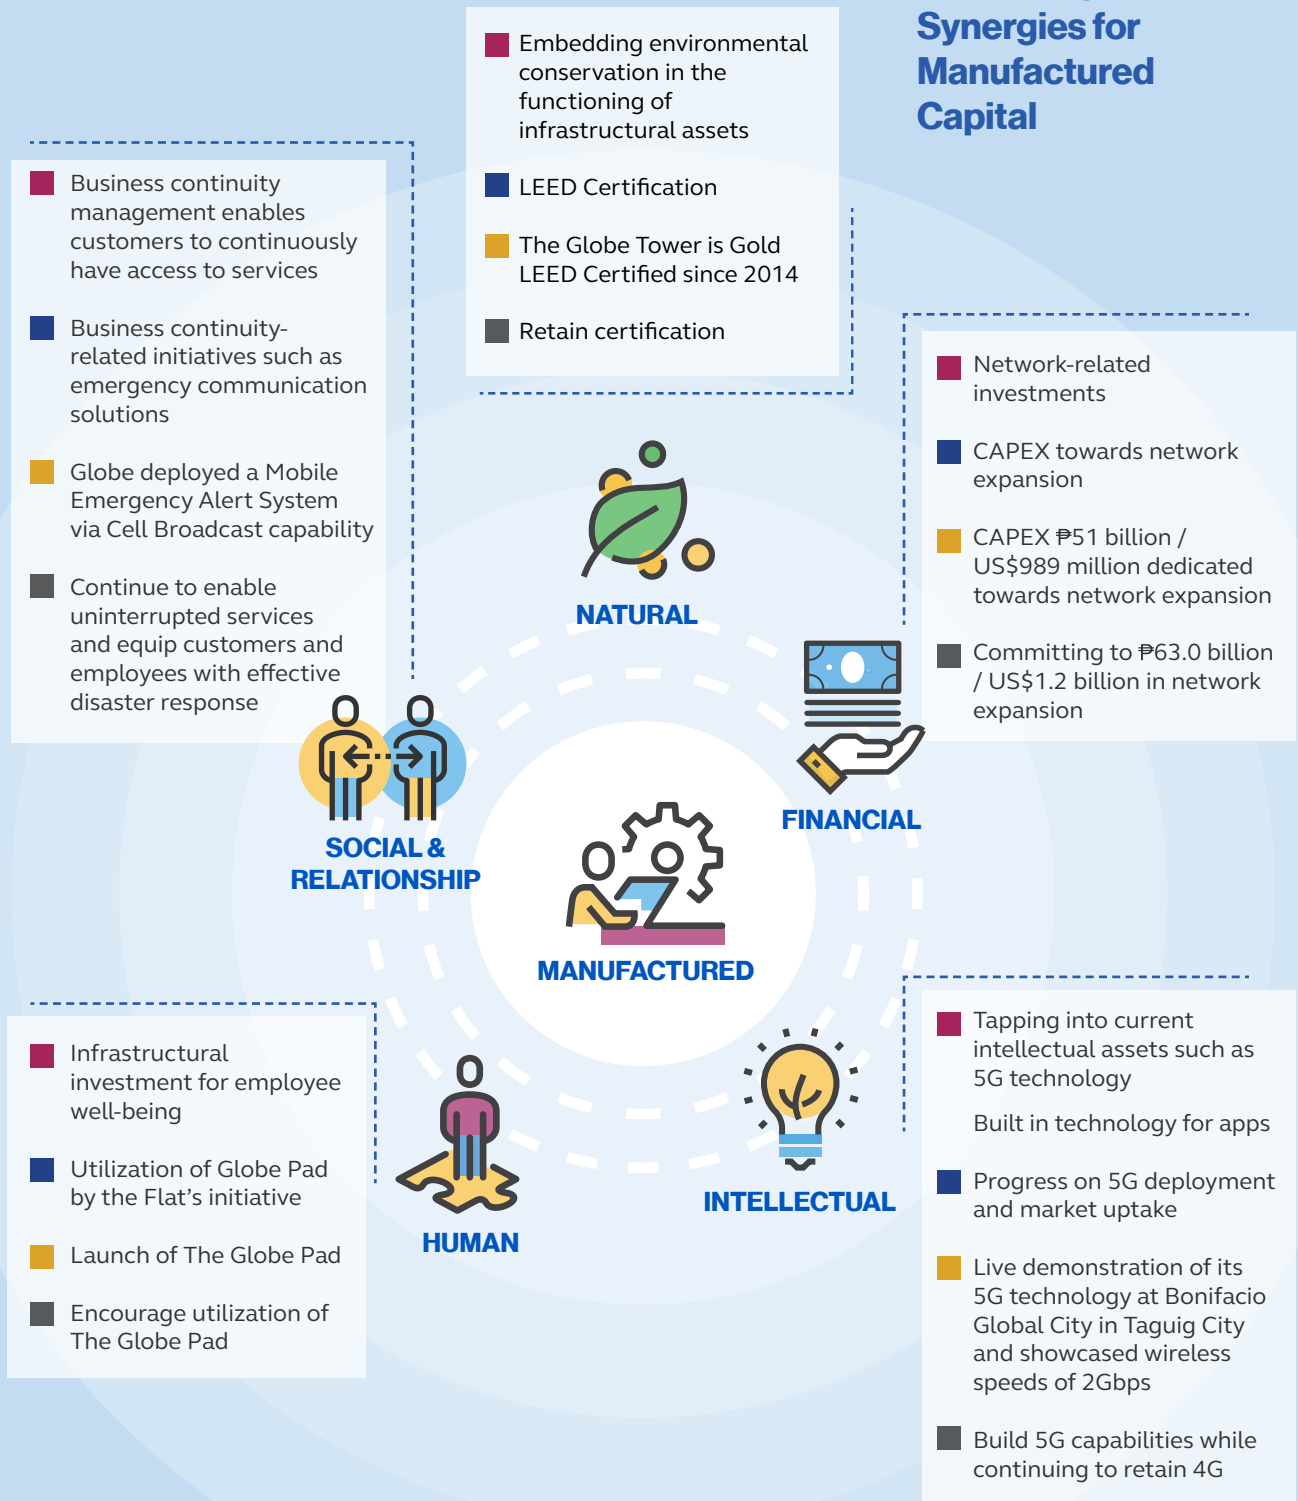 Synergies for
Manufactured
Capital
Embedding environmental
conservation in the
functioning of
infrastructural assets
LEED Certification
The Globe Tower is Gold
LEED Certified since 2014
Retain certification
Business continuity
management enables
customers to continuously
have access to services
Business continuity-
related initiatives such as
emergency communication
solutions
Globe deployed a Mobile
Emergency Alert System
via Cell Broadcast capability
Continue to enable
uninterrupted services
and equip customers and
employees with effective
disaster response
Network-related
investments
CAPEX towards network
expansion
CAPEX ₱51 billion /
US$989 million dedicated
towards network expansion
Committing to ₱63.0 billion
/ US$1.2 billion in network
expansion
NATURAL
FINANCIAL
SOCIAL &
RELATIONSHIP
MANUFACTURED
Infrastructural
investment for employee
well-being
Utilization of Globe Pad
by the Flat’s initiative
Launch of The Globe Pad
Encourage utilization of
The Globe Pad
HUMAN
INTELLECTUAL
Tapping into current
intellectual assets such as
5G technology
Built in technology for apps
Progress on 5G deployment
and market uptake
Live demonstration of its
5G technology at Bonifacio
Global City in Taguig City
and showcased wireless
speeds of 2Gbps
Build 5G capabilities while
continuing to retain 4G